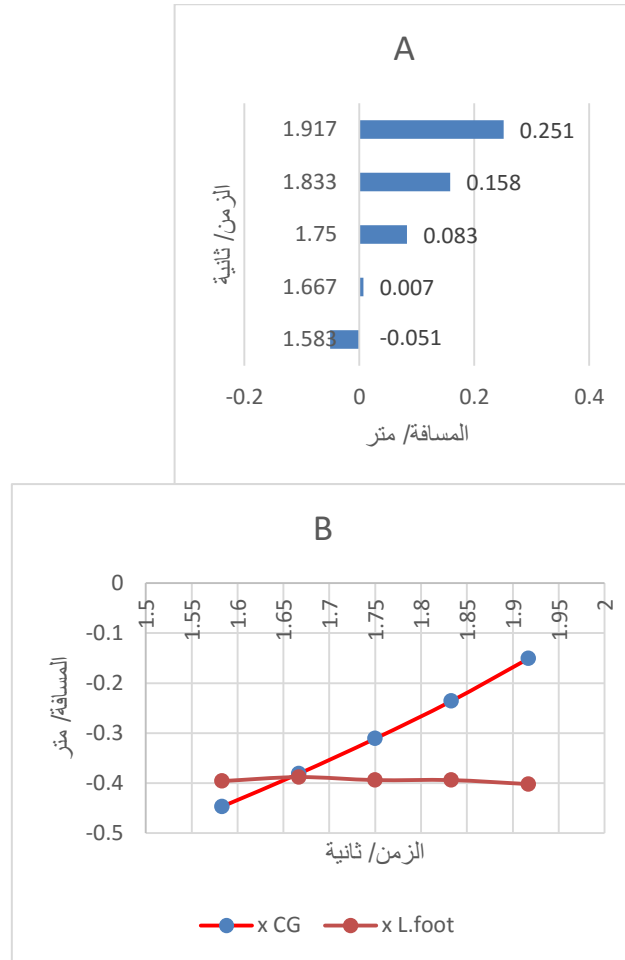 A
1.917 0.251
1.833 0.158
1.75 0.083
1.667 0.007
1.583 -0.051
الزمن/ ثانية
-0.2 0 0.2 0.4
المسافة/ متر
B
0
-0.1
-0.2
-0.3
-0.4
-0.5
1.5 1.55 1.6 1.65 1.7 1.75 1.8 1.85 1.9 1.95 2
المسافة/ متر
الزمن/ ثانية
x CG x L.foot